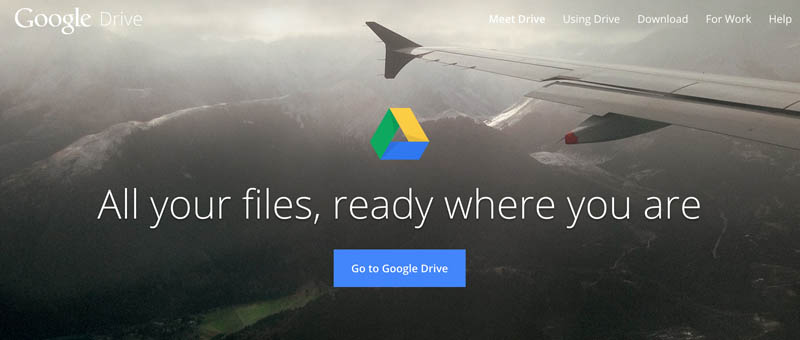 Google Drive
Meet Drive Using Drive Download For Work Help
All your files, ready where you are
Go to Google Drive